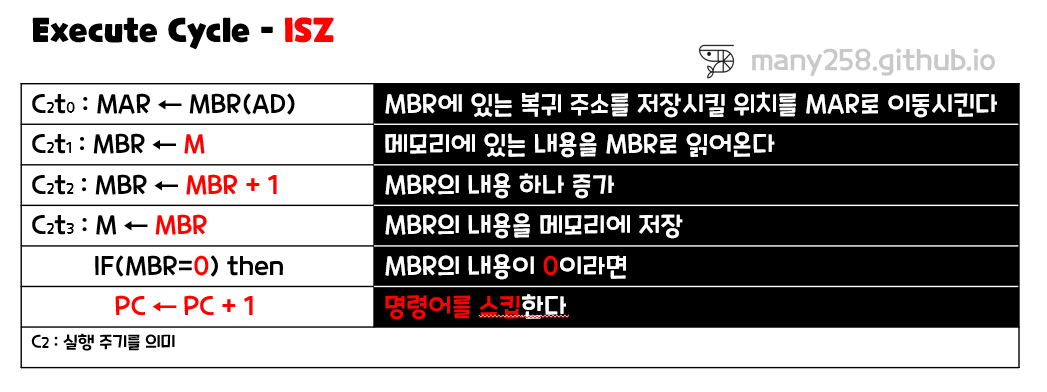 Execute Cycle - ISZ
many258.github.io
C₂t₀ : MAR ← MBR(AD) MBR에 있는 복귀 주소를 저장시킬 위치를 MAR로 이동시킨다
C₂t₁ : MBR ← M 메모리에 있는 내용을 MBR로 읽어온다
C₂t₂ : MBR ← MBR + 1 MBR의 내용 하나 증가
C₂t₃ : M ← MBR MBR의 내용을 메모리에 저장
IF(MBR=0) then MBR의 내용이 0이라면
PC ← PC + 1 명령어를 스킵한다
C₂ : 실행 주기를 의미